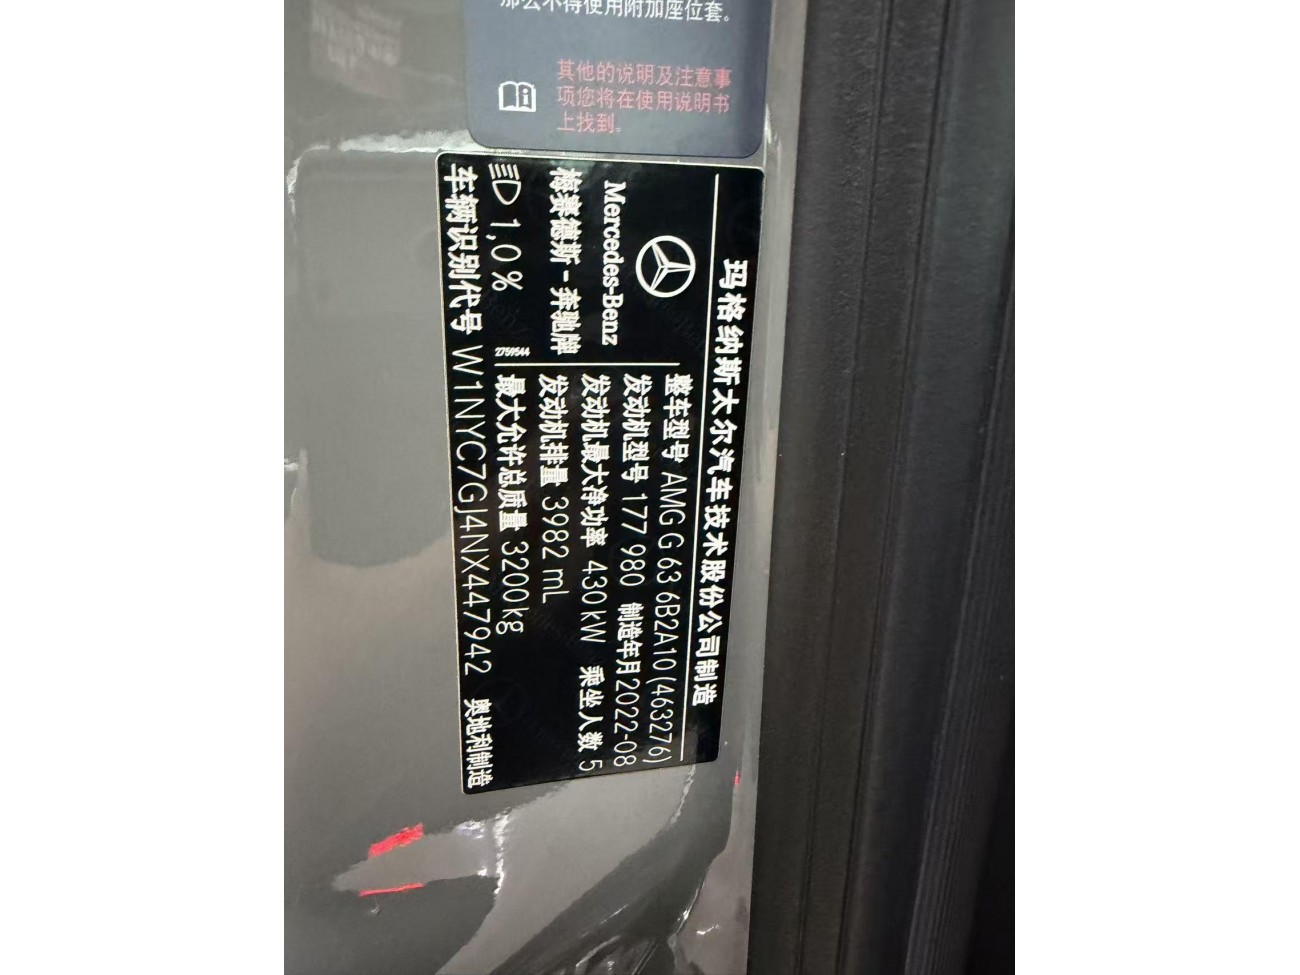 那么不得使用附加座位套。
其他的说明及注意事
项您将在使用说明书
上找到。
玛格纳斯太尔汽车技术股份公司制造
Mercedes-Benz
梅赛德斯-奔驰牌
1,0%
2759544
整车型号 AMG G 63 6B2A10 (463276)
发动机型号 177 980 制造年月 2022-08
发动机最大净功率 430 kW 乘坐人数 5
发动机排量 3982 mL
最大允许总质量 3200 kg
车辆识别代号 W1NYC7GJ4NX447942 奥地利制造